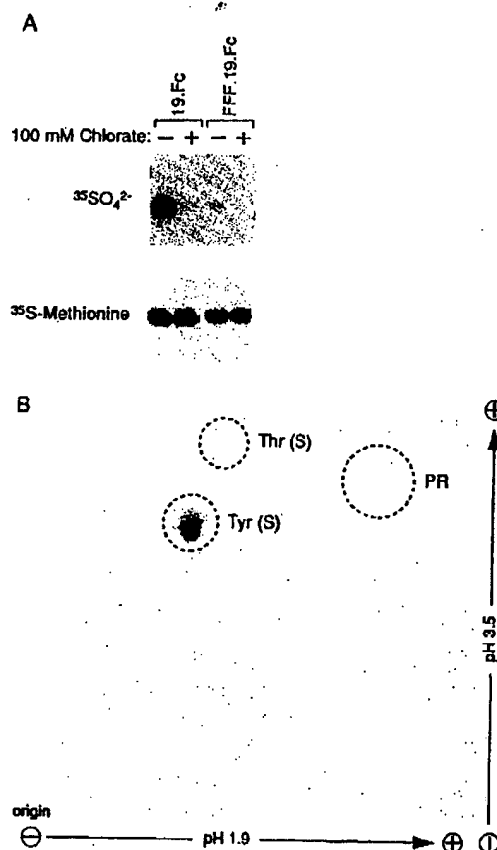 A
19.Fc
FFF.19.Fc
100 mM Chlorate: − + − +
³⁵SO₄²⁻
³⁵S-Methionine
B
⊕
Thr (S)
PR
Tyr (S)
pH 3.5
origin
⊖ pH 1.9 ⊕ ⊖